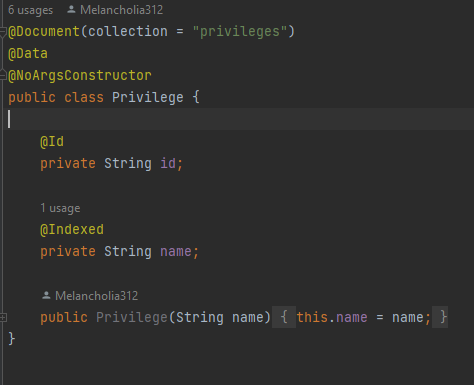 6 usages Melancholia312
@Document(collection = "privileges")
@Data
@NoArgsConstructor
public class Privilege {
@Id
private String id;
1 usage
@Indexed
private String name;
Melancholia312
public Privilege(String name) { this.name = name; }
}